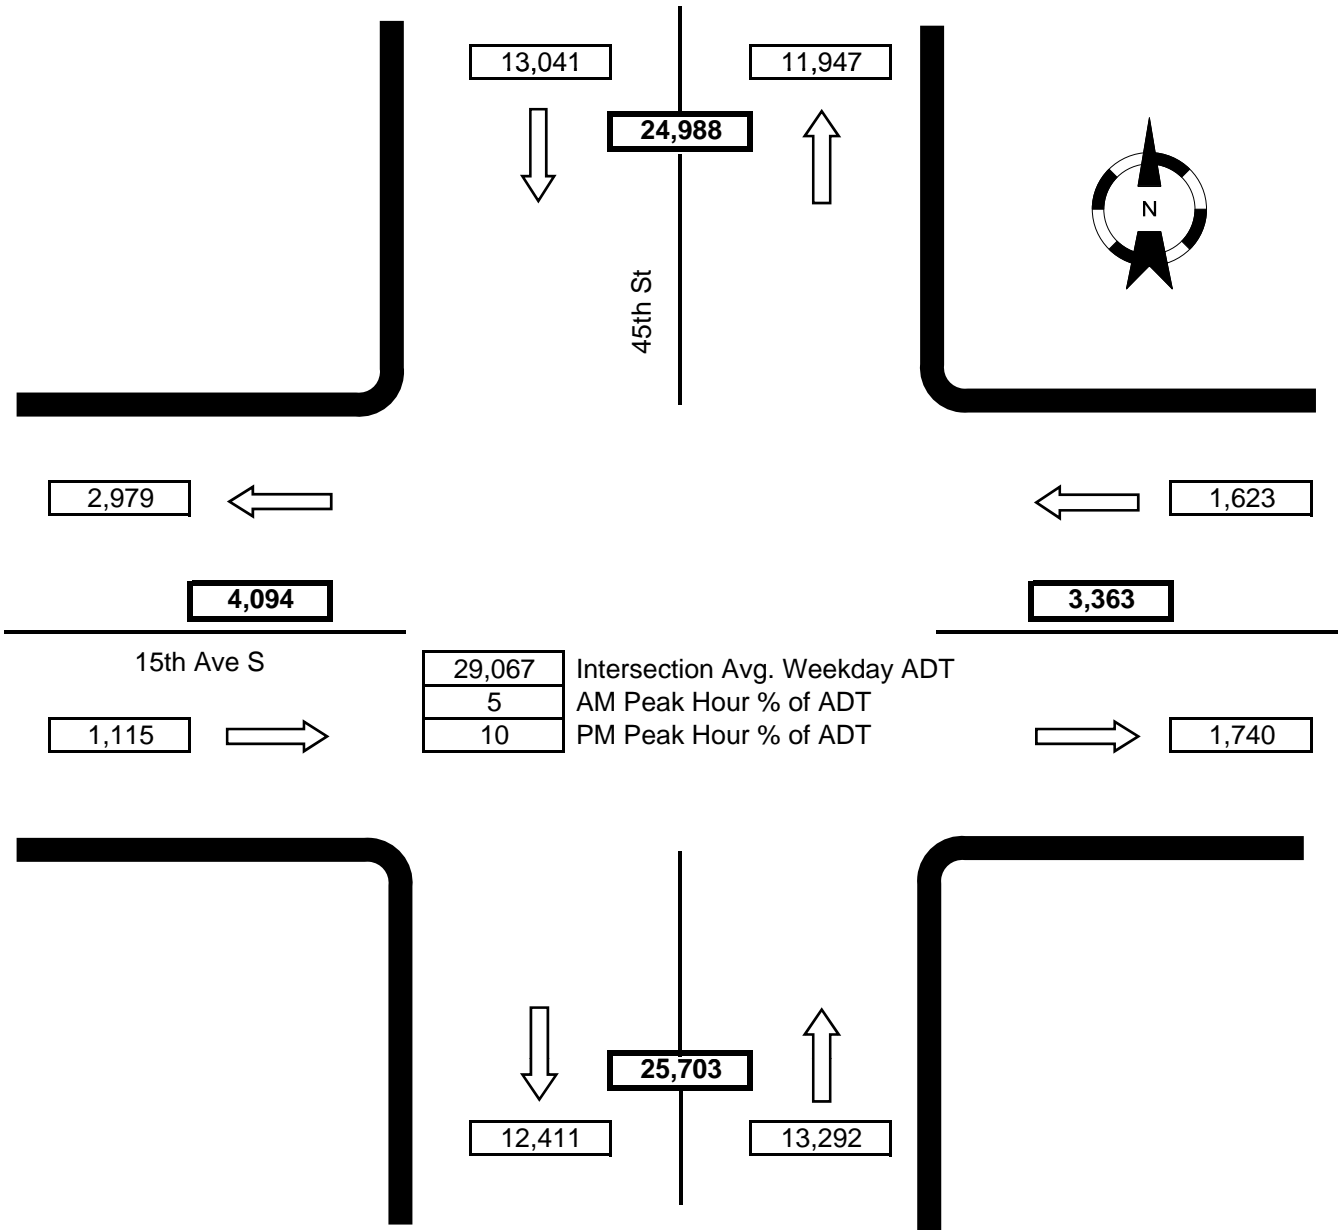 13,041
11,947
24,988
N
45th St
2,979
1,623
4,094
3,363
15th Ave S
29,067 Intersection Avg. Weekday ADT
5 AM Peak Hour % of ADT
10 PM Peak Hour % of ADT
1,115
1,740
25,703
12,411
13,292